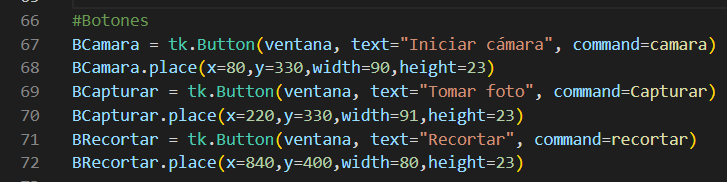 66 #Botones
67 BCamara = tk.Button(ventana, text="Iniciar cámara", command=camara)
68 BCamara.place(x=80,y=330,width=90,height=23)
69 BCapturar = tk.Button(ventana, text="Tomar foto", command=Capturar)
70 BCapturar.place(x=220,y=330,width=91,height=23)
71 BRecortar = tk.Button(ventana, text="Recortar", command=recortar)
72 BRecortar.place(x=840,y=400,width=80,height=23)